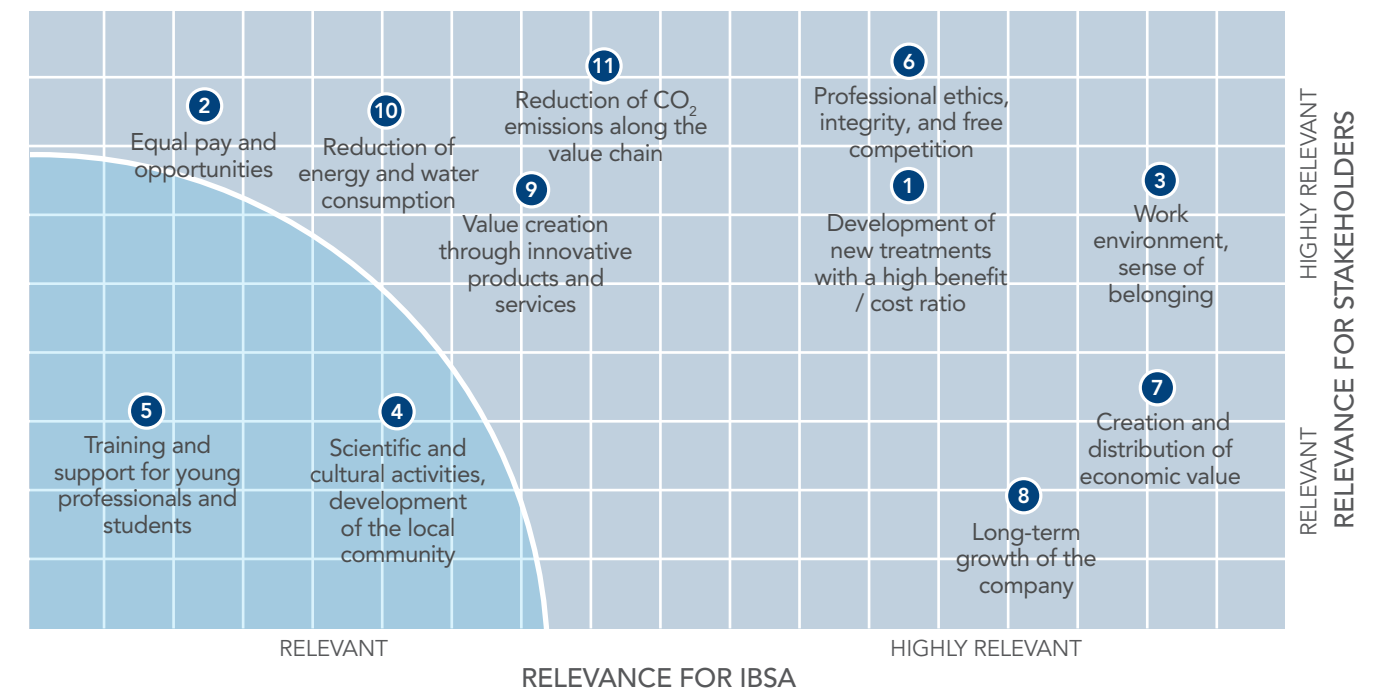 11
Reduction of CO2
emissions along the
value chain
6
Professional ethics,
integrity, and free
competition
2
Equal pay and
opportunities
10
Reduction of
energy and water
consumption
9
Value creation
through innovative
products and
services
1
Development of
new treatments
with a high benefit
/ cost ratio
3
Work
environment,
sense of
belonging
5
Training and
support for young
professionals and
students
4
Scientific and
cultural activities,
development
of the local
community
7
Creation and
distribution of
economic value
8
Long-term
growth of the
company
HIGHLY RELEVANT
RELEVANT
RELEVANCE FOR STAKEHOLDERS
RELEVANT
HIGHLY RELEVANT
RELEVANCE FOR IBSA